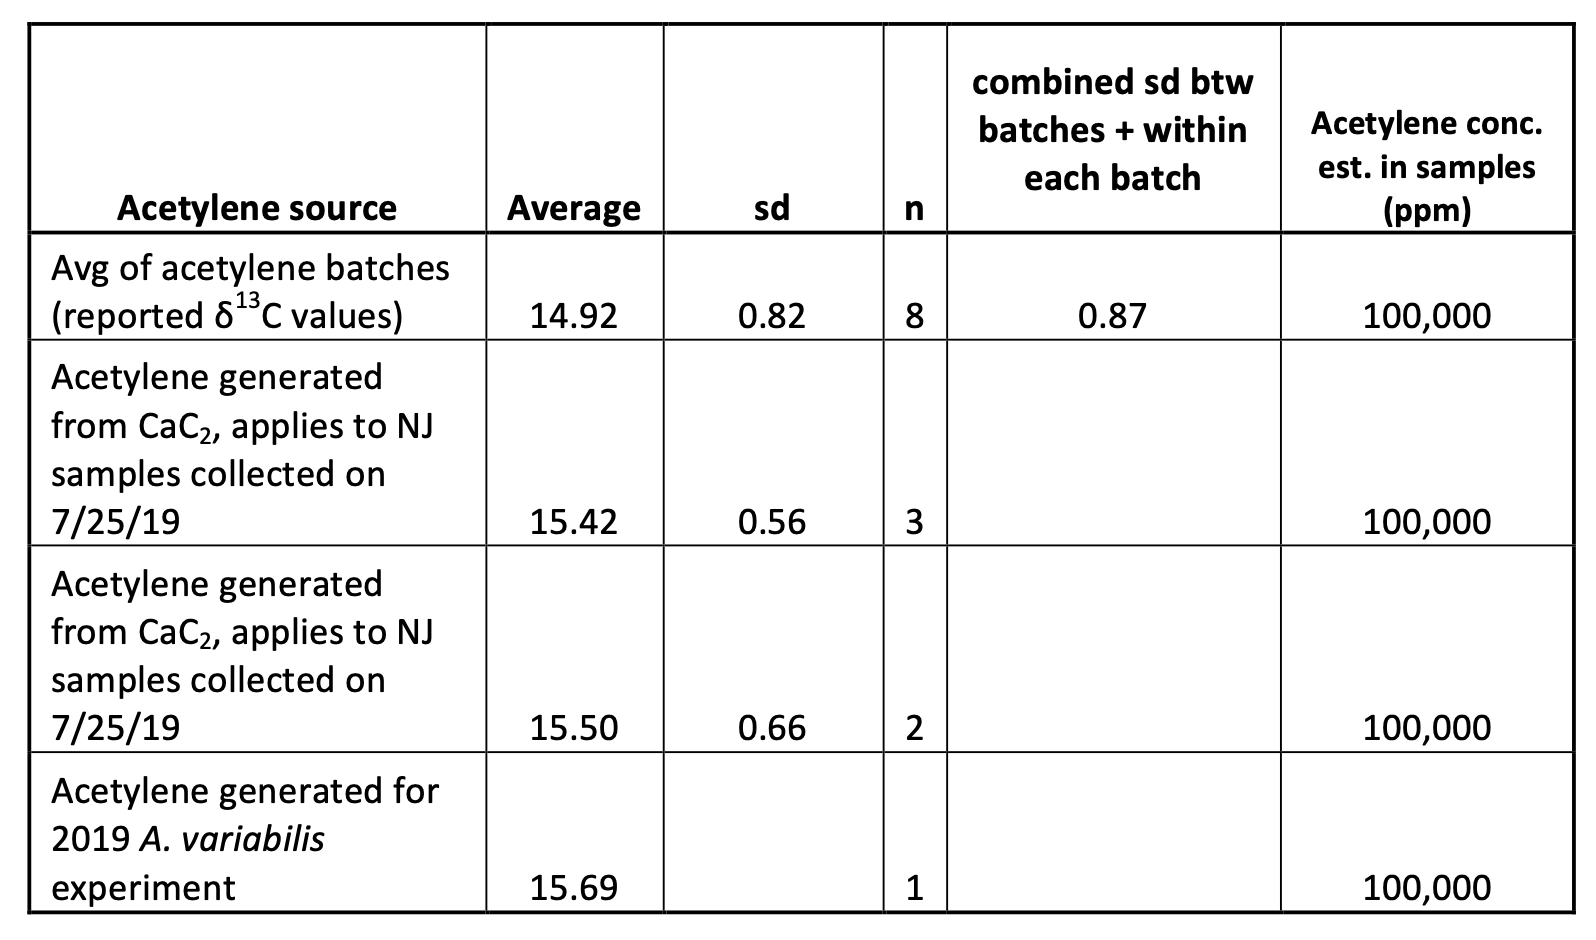 combined sd btw
batches + within
each batch
Acetylene conc.
est. in samples
(ppm)
Acetylene source Average sd n
Avg of acetylene batches
(reported δ¹³C values) 14.92 0.82 8 0.87 100,000
Acetylene generated
from CaC₂, applies to NJ
samples collected on
7/25/19 15.42 0.56 3 100,000
Acetylene generated
from CaC₂, applies to NJ
samples collected on
7/25/19 15.50 0.66 2 100,000
Acetylene generated for
2019 A. variabilis
experiment 15.69 1 100,000